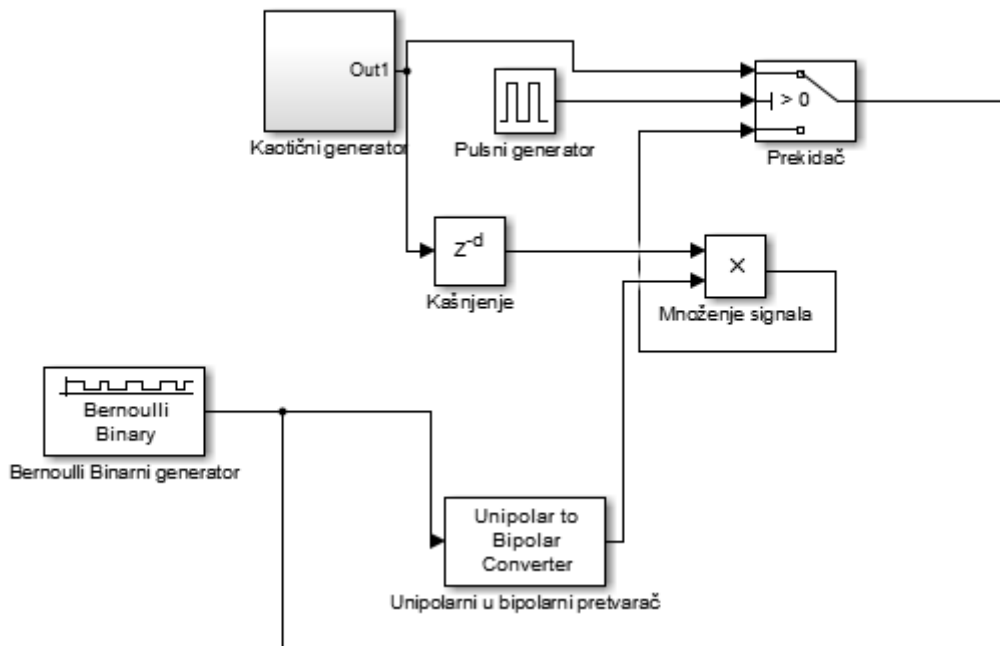 Out1
Kaotični generator
Pulsni generator
> 0
Prekidač
z-d
Kašnjenje
×
Množenje signala
Bernoulli
Binary
Bernoulli Binarni generator
Unipolar to
Bipolar
Converter
Unipolarni u bipolarni pretvarač